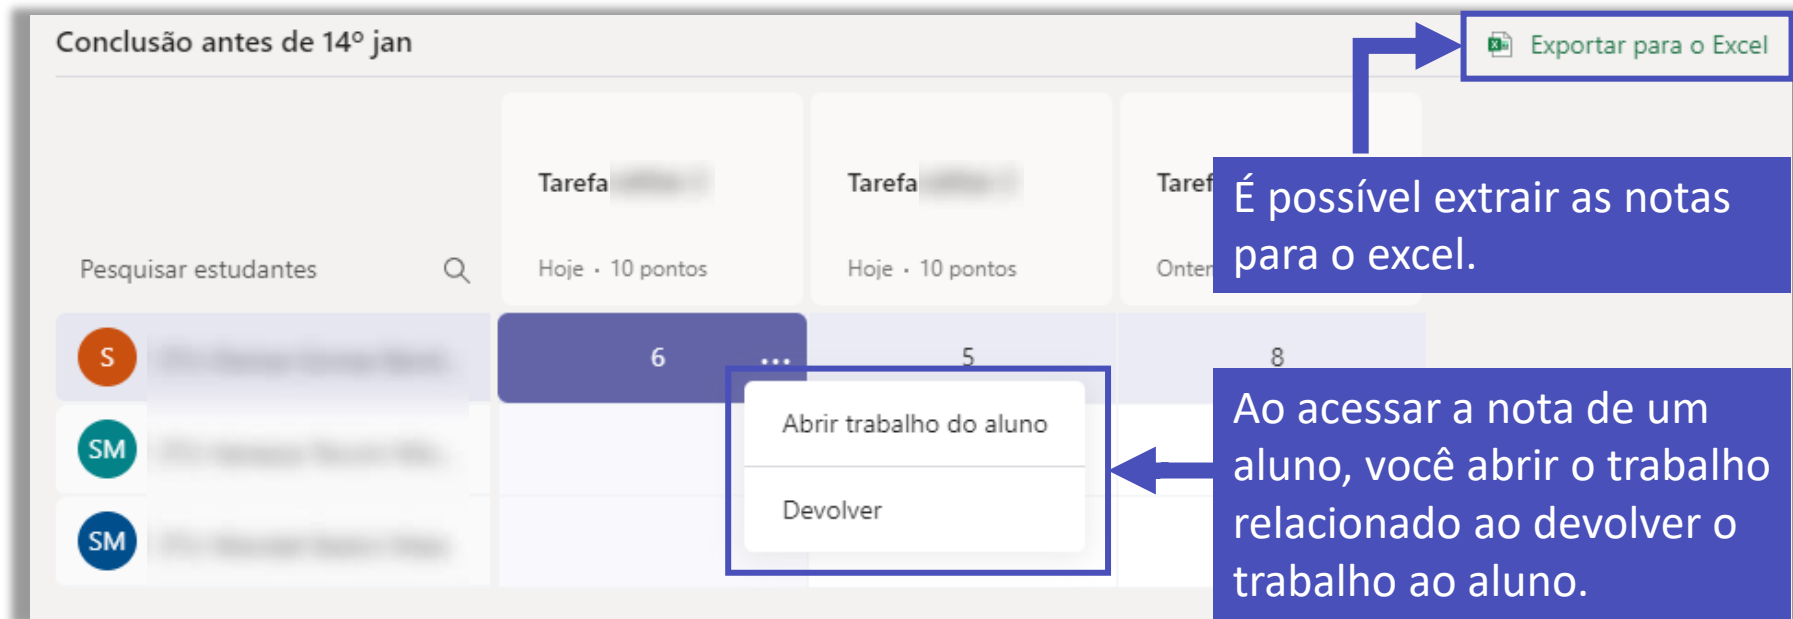 Conclusão antes de 14º jan
Exportar para o Excel
Tarefa
Tarefa
Taref
É possível extrair as notas
para o excel.
Pesquisar estudantes
Hoje · 10 pontos
Hoje · 10 pontos
Onter
S
6
...
5
8
SM
SM
Abrir trabalho do aluno
Devolver
Ao acessar a nota de um
aluno, você abrir o trabalho
relacionado ao devolver o
trabalho ao aluno.